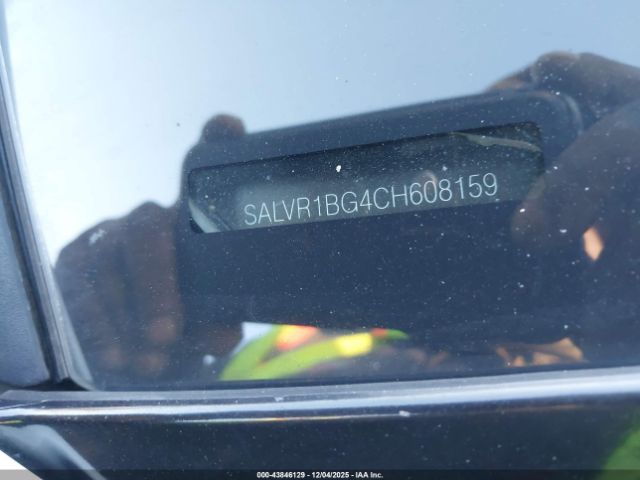 SALVR1BG4CH608159
000-43846129 - 12/04/2025 - IAA Inc.